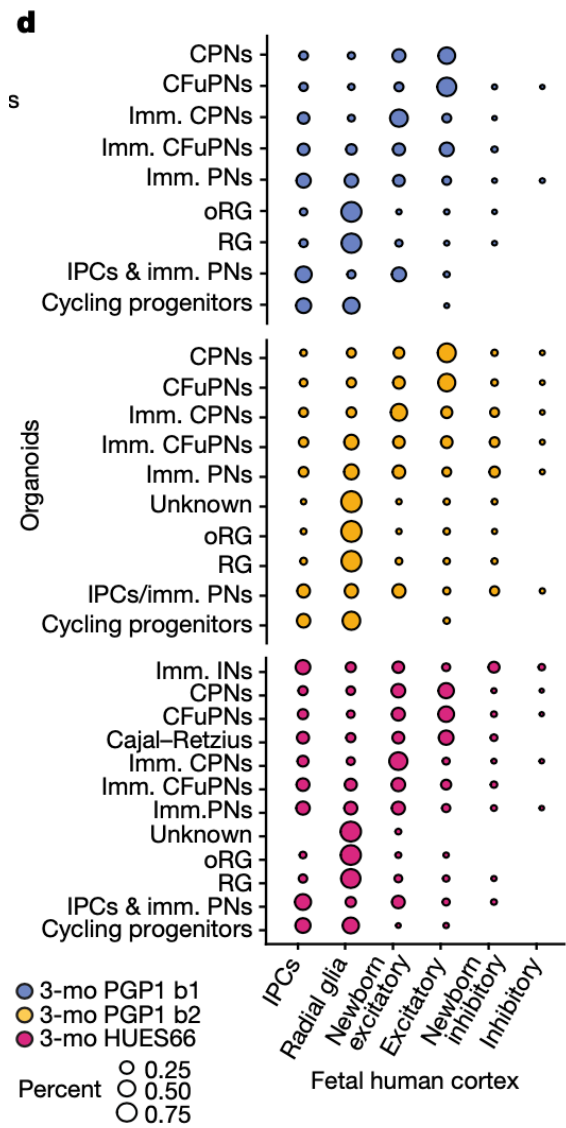 d
s
CPNs
CFuPNs
Imm. CPNs
Imm. CFuPNs
Imm. PNs
oRG
RG
IPCs & imm. PNs
Cycling progenitors
Organoids
CPNs
CFuPNs
Imm. CPNs
Imm. CFuPNs
Imm. PNs
Unknown
oRG
RG
IPCs/imm. PNs
Cycling progenitors
Imm. INs
CPNs
CFuPNs
Cajal–Retzius
Imm. CPNs
Imm. CFuPNs
Imm.PNs
Unknown
oRG
RG
IPCs & imm. PNs
Cycling progenitors
IPCs
Radial glia
Newborn
excitatory
Excitatory
Newborn
inhibitory
Inhibitory
Fetal human cortex
3-mo PGP1 b1
3-mo PGP1 b2
3-mo HUES66
Percent
0.25
0.50
0.75